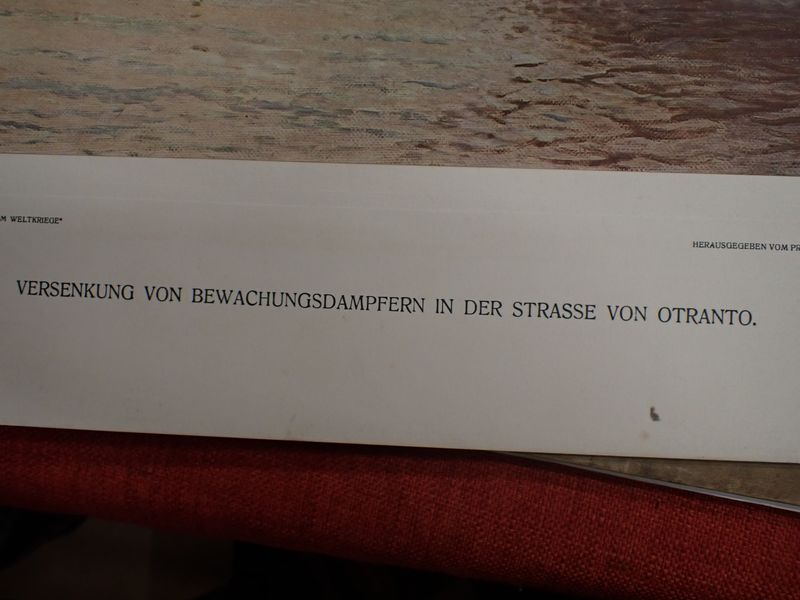 WELTKRIEGE"
HERAUSGEGEBEN VOM
VERSENKUNG VON BEWACHUNGSDAMPFERN IN DER STRASSE VON OTRANTO.